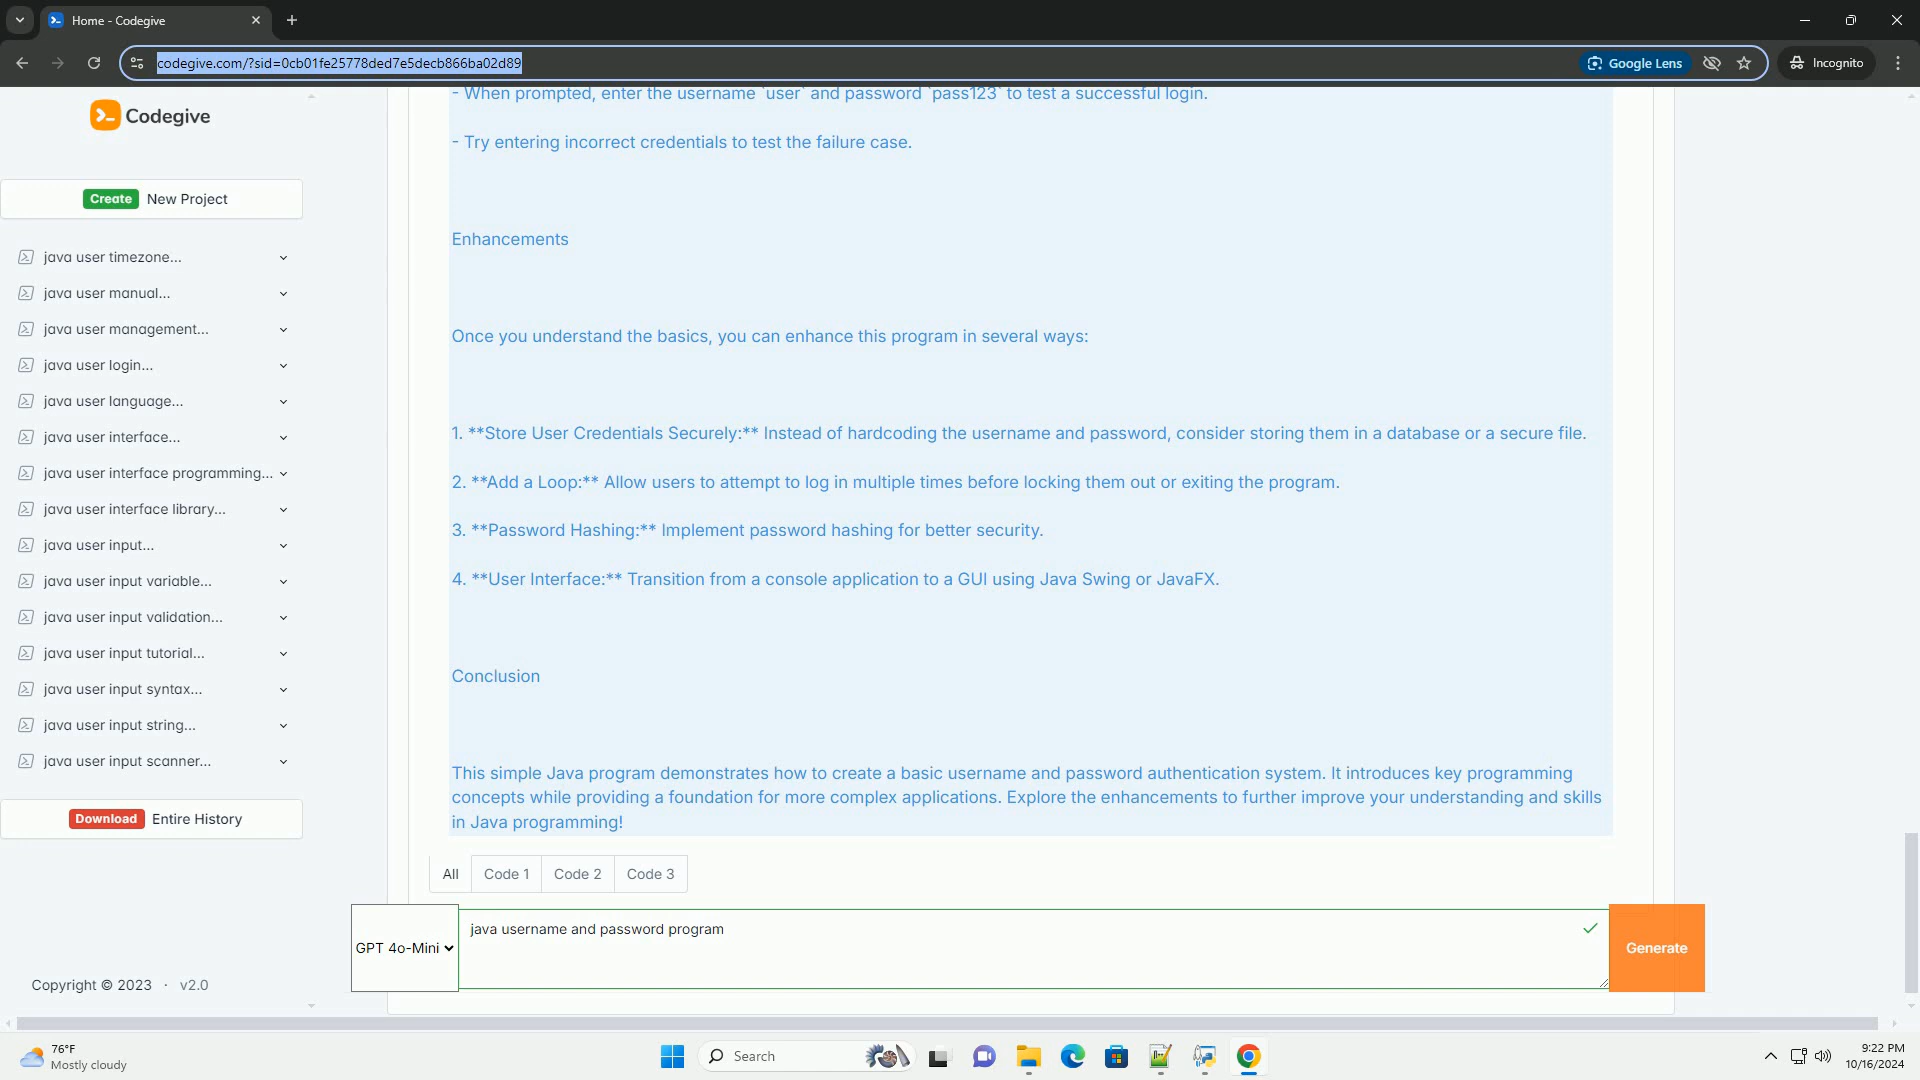 Home - Codegive
codegive.com/?sid=0cb01fe25778ded7e5decb866ba02d89
Google Lens
Incognito
Codegive
Create New Project
java user timezone...
java user manual...
java user management...
java user login...
java user language...
java user interface...
java user interface programming...
java user interface library...
java user input...
java user input variable...
java user input validation...
java user input tutorial...
java user input syntax...
java user input string...
java user input scanner...
Download Entire History
Copyright © 2023 · v2.0
- When prompted, enter the username `user` and password `pass123` to test a successful login.
- Try entering incorrect credentials to test the failure case.
Enhancements
Once you understand the basics, you can enhance this program in several ways:
1. **Store User Credentials Securely:** Instead of hardcoding the username and password, consider storing them in a database or a secure file.
2. **Add a Loop:** Allow users to attempt to log in multiple times before locking them out or exiting the program.
3. **Password Hashing:** Implement password hashing for better security.
4. **User Interface:** Transition from a console application to a GUI using Java Swing or JavaFX.
Conclusion
This simple Java program demonstrates how to create a basic username and password authentication system. It introduces key programming
concepts while providing a foundation for more complex applications. Explore the enhancements to further improve your understanding and skills
in Java programming!
All Code 1 Code 2 Code 3
GPT 4o-Mini
java username and password program
Generate
76°F
Mostly cloudy
Search
9:22 PM
10/16/2024